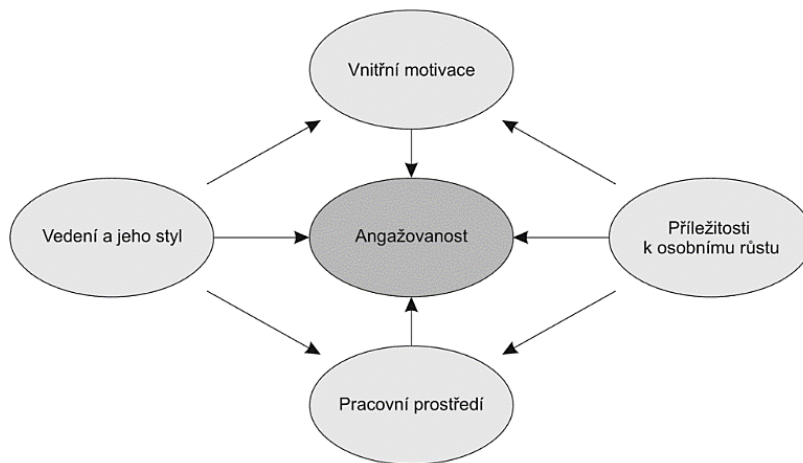 Vnitřní motivace
Vedení a jeho styl
Angažovanost
Příležitosti
k osobnímu růstu
Pracovní prostředí